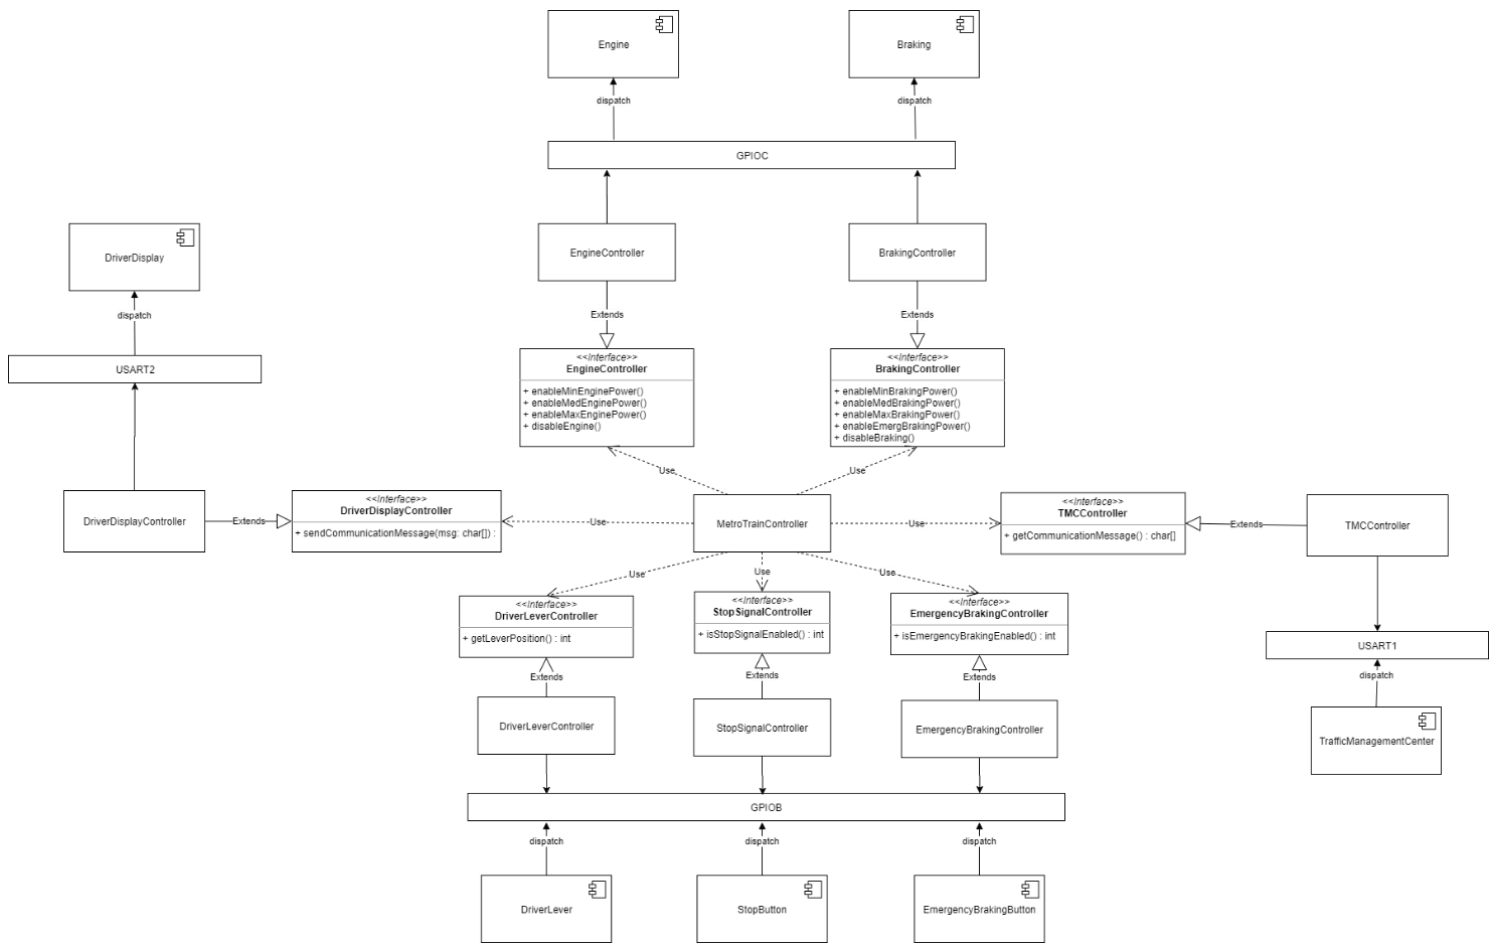 Engine
Braking
dispatch
dispatch
GPIOC
EngineController
BrakingController
DriverDisplay
dispatch
Extends
Extends
USART2
<<Interface>>
EngineController
+ enableMinEnginePower()
+ enableMedEnginePower()
+ enableMaxEnginePower()
+ disableEngine()
<<Interface>>
BrakingController
+ enableMinBrakingPower()
+ enableMedBrakingPower()
+ enableMaxBrakingPower()
+ enableEmergBrakingPower()
+ disableBraking()
Use
Use
DriverDisplayController
Extends
<<Interface>>
DriverDisplayController
+ sendCommunicationMessage(msg: char[]) :
Use
MetroTrainController
Use
<<Interface>>
TMCController
+ getCommunicationMessage() : char[]
Extends
TMCController
Use
Use
Use
<<Interface>>
DriverLeverController
+ getLeverPosition() : int
<<Interface>>
StopSignalController
+ isStopSignalEnabled() : int
<<Interface>>
EmergencyBrakingController
+ isEmergencyBrakingEnabled() : int
USART1
dispatch
Extends
Extends
Extends
DriverLeverController
StopSignalController
EmergencyBrakingController
TrafficManagementCenter
GPIOB
dispatch
dispatch
dispatch
DriverLever
StopButton
EmergencyBrakingButton